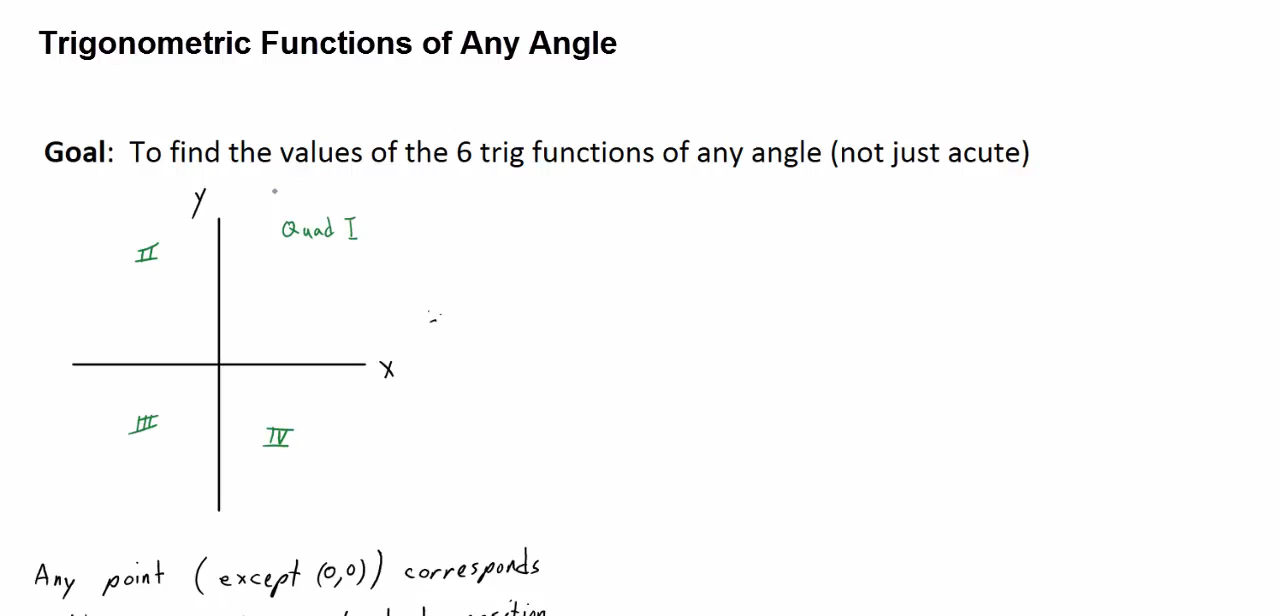 Trigonometric Functions of Any Angle
Goal: To find the values of the 6 trig functions of any angle (not just acute)
y
Quad I
II
x
III
IV
Any point (except (0,0)) corresponds
position